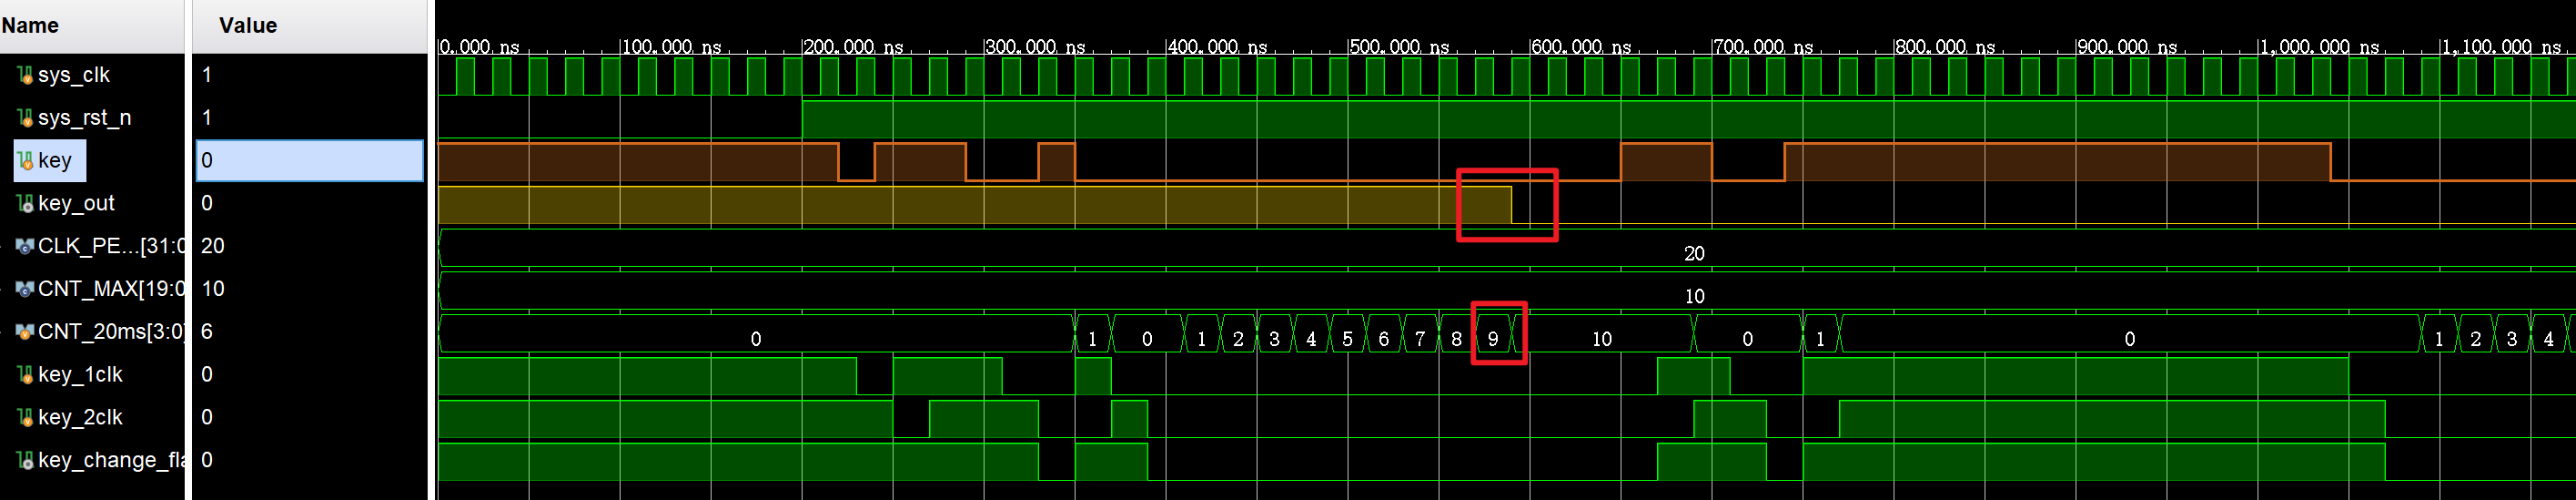 Name Value
0.000 ns 100.000 ns 200.000 ns 300.000 ns 400.000 ns 500.000 ns 600.000 ns 700.000 ns 800.000 ns 900.000 ns 1,000.000 ns 1,100.000 ns
sys_clk 1
sys_rst_n 1
key 0
key_out 0
CLK_PE...[31:0 20 20
CNT_MAX[19:0 10 10
CNT_20ms[3:0] 6 0 1 0 1 2 3 4 5 6 7 8 9 10 0 1 0 1 2 3 4
key_1clk 0
key_2clk 0
key_change_fla 0